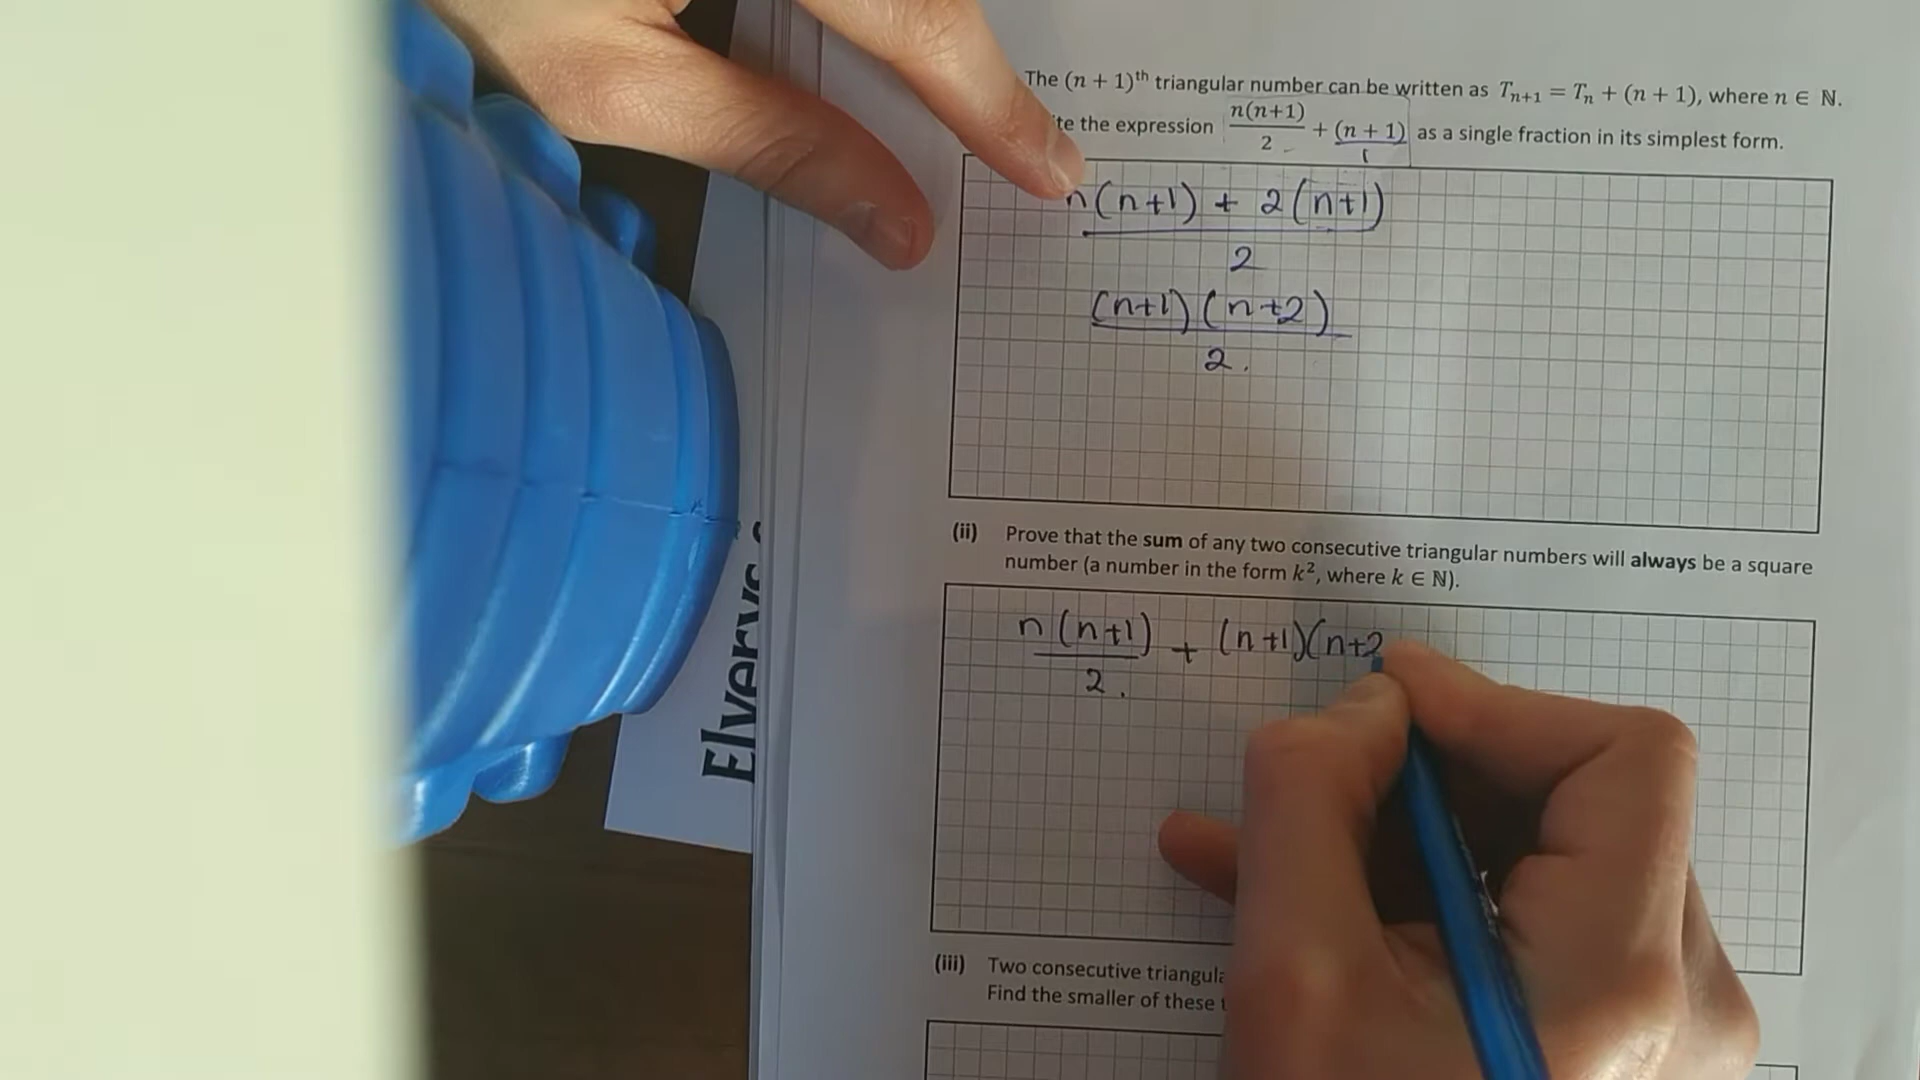 The (n + 1)th triangular number can be written as Tn+1 = Tn + (n + 1), where n ∈ ℕ.
the expression n(n+1)/2 + (n + 1)/1 as a single fraction in its simplest form.
n(n+1) + 2(n+1)
2
(n+1)(n+2)
2.
(ii) Prove that the sum of any two consecutive triangular numbers will always be a square
number (a number in the form k², where k ∈ ℕ).
n(n+1) + (n+1)(n+2
2.
(iii) Two consecutive
Find the smaller of these